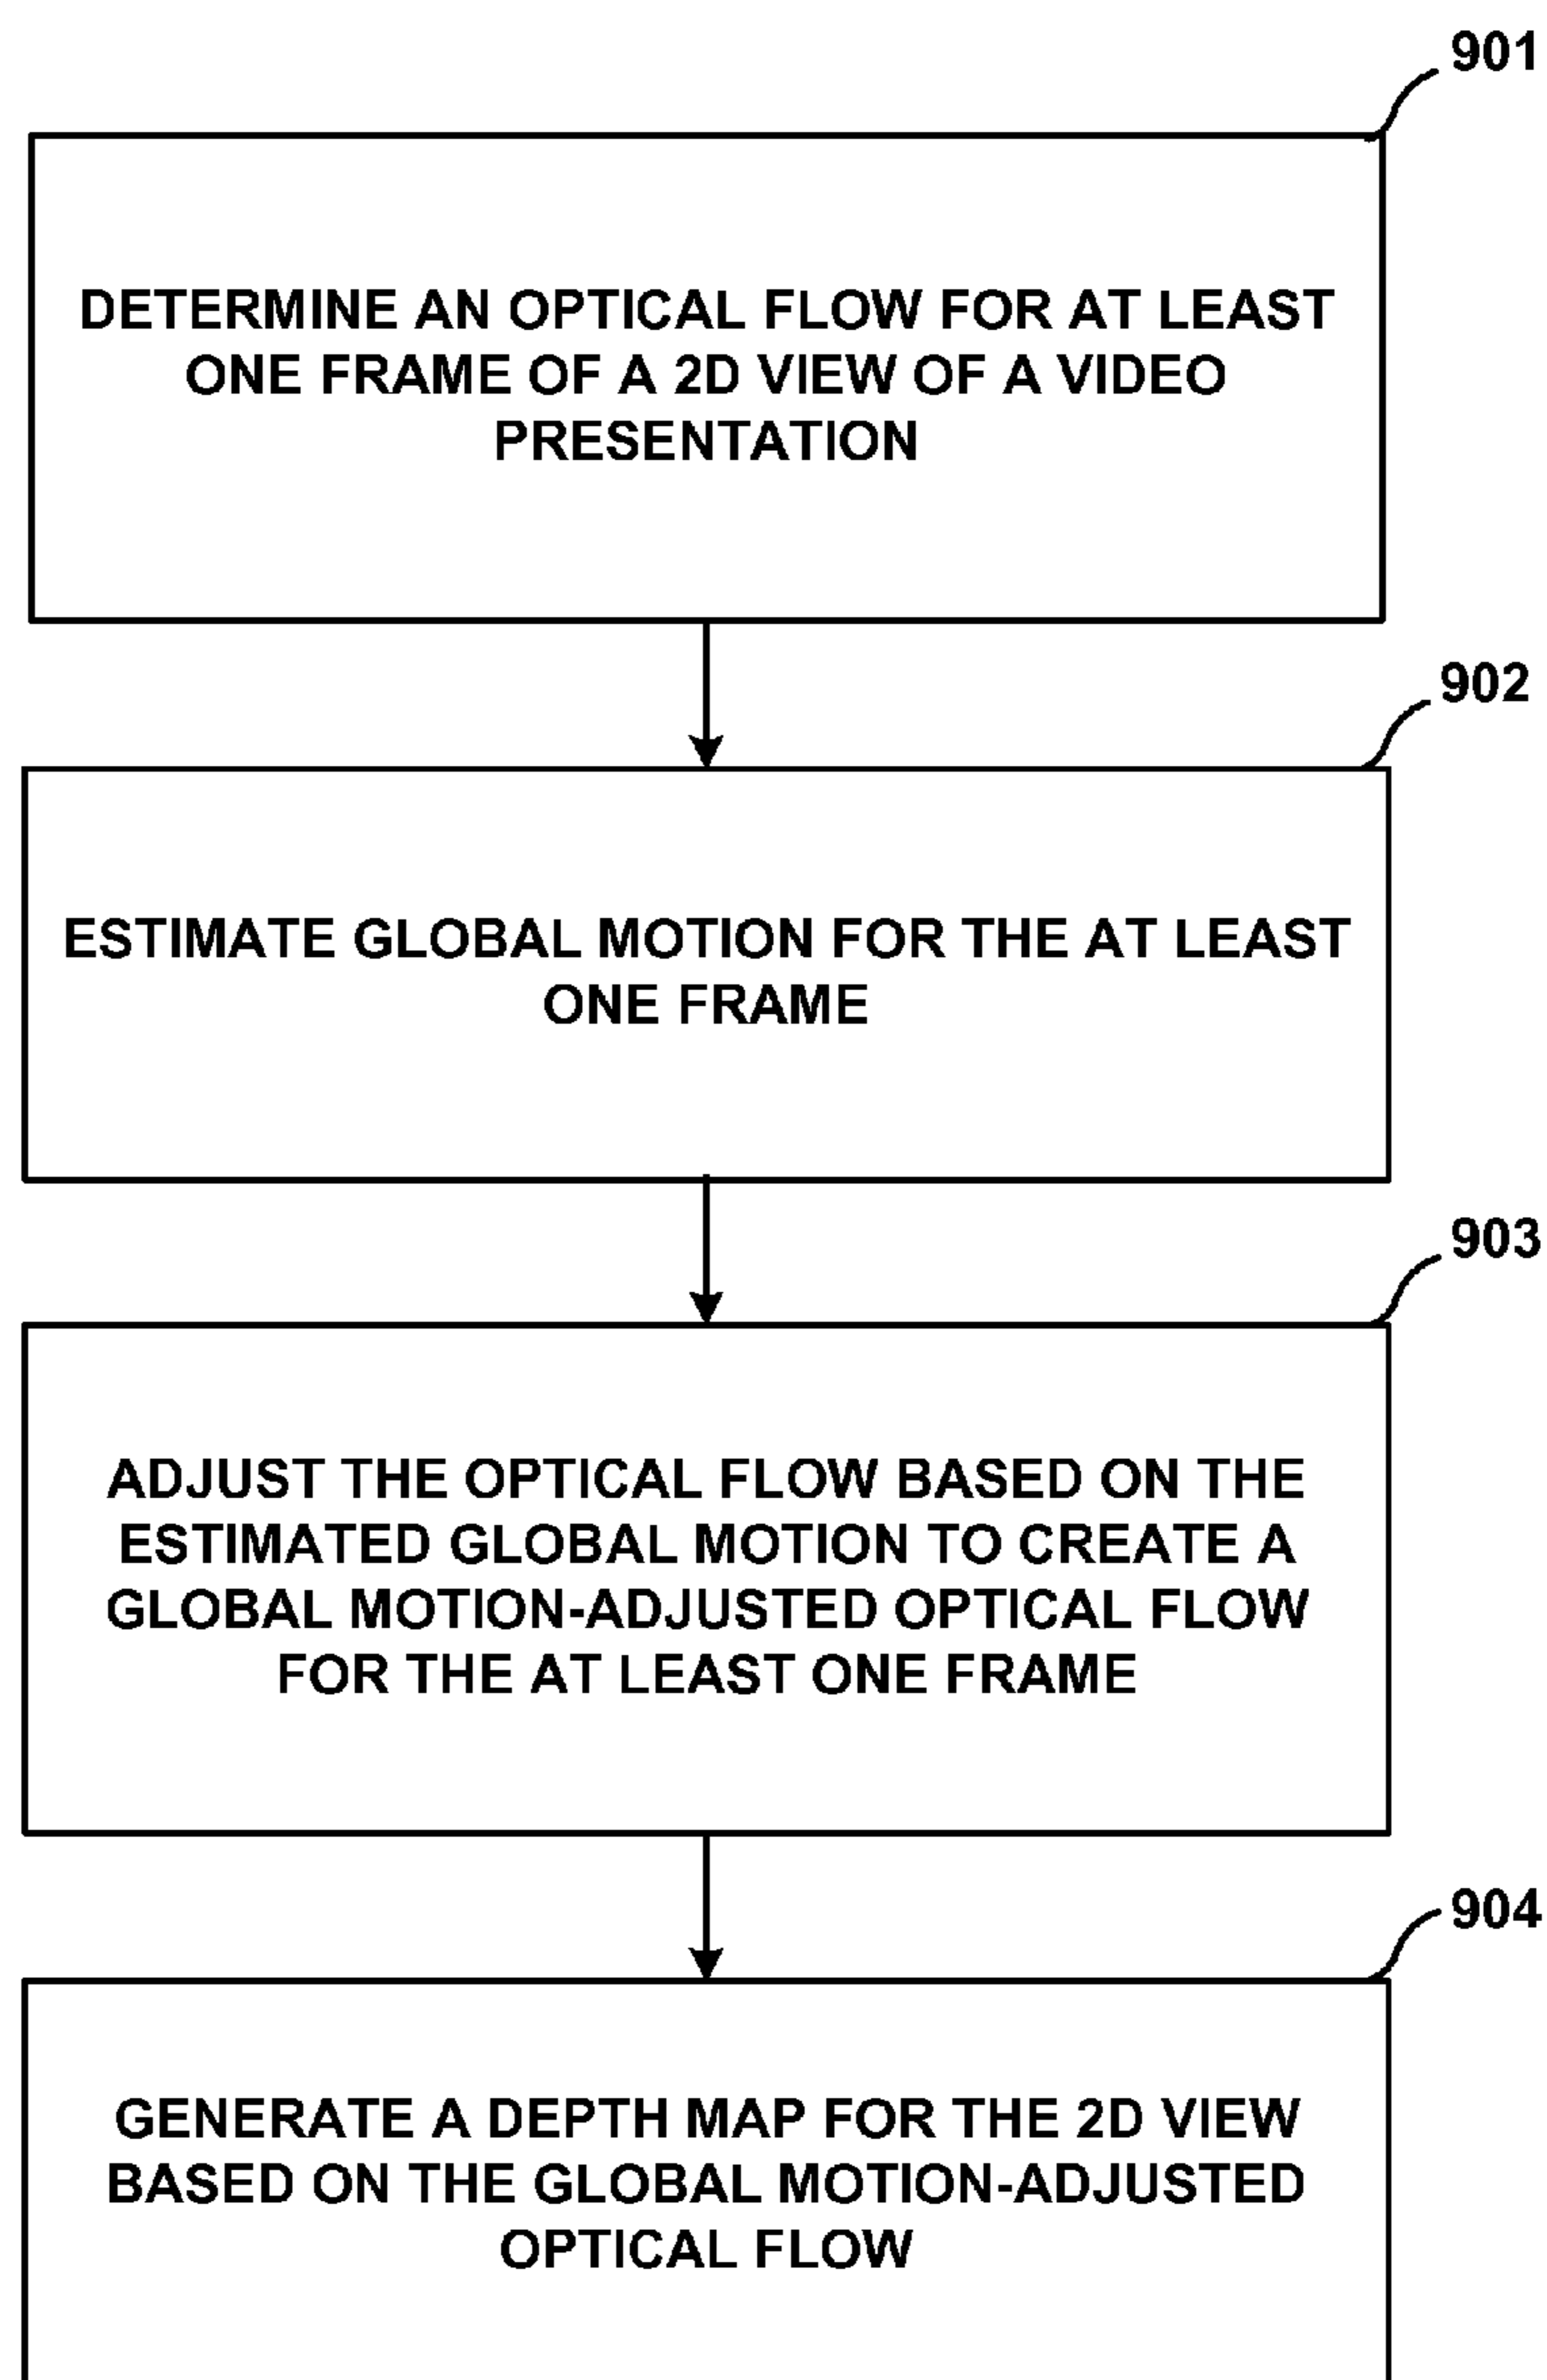 901
DETERMINE AN OPTICAL FLOW FOR AT LEAST
ONE FRAME OF A 2D VIEW OF A VIDEO
PRESENTATION
902
ESTIMATE GLOBAL MOTION FOR THE AT LEAST
ONE FRAME
903
ADJUST THE OPTICAL FLOW BASED ON THE
ESTIMATED GLOBAL MOTION TO CREATE A
GLOBAL MOTION-ADJUSTED OPTICAL FLOW
FOR THE AT LEAST ONE FRAME
904
GENERATE A DEPTH MAP FOR THE 2D VIEW
BASED ON THE GLOBAL MOTION-ADJUSTED
OPTICAL FLOW